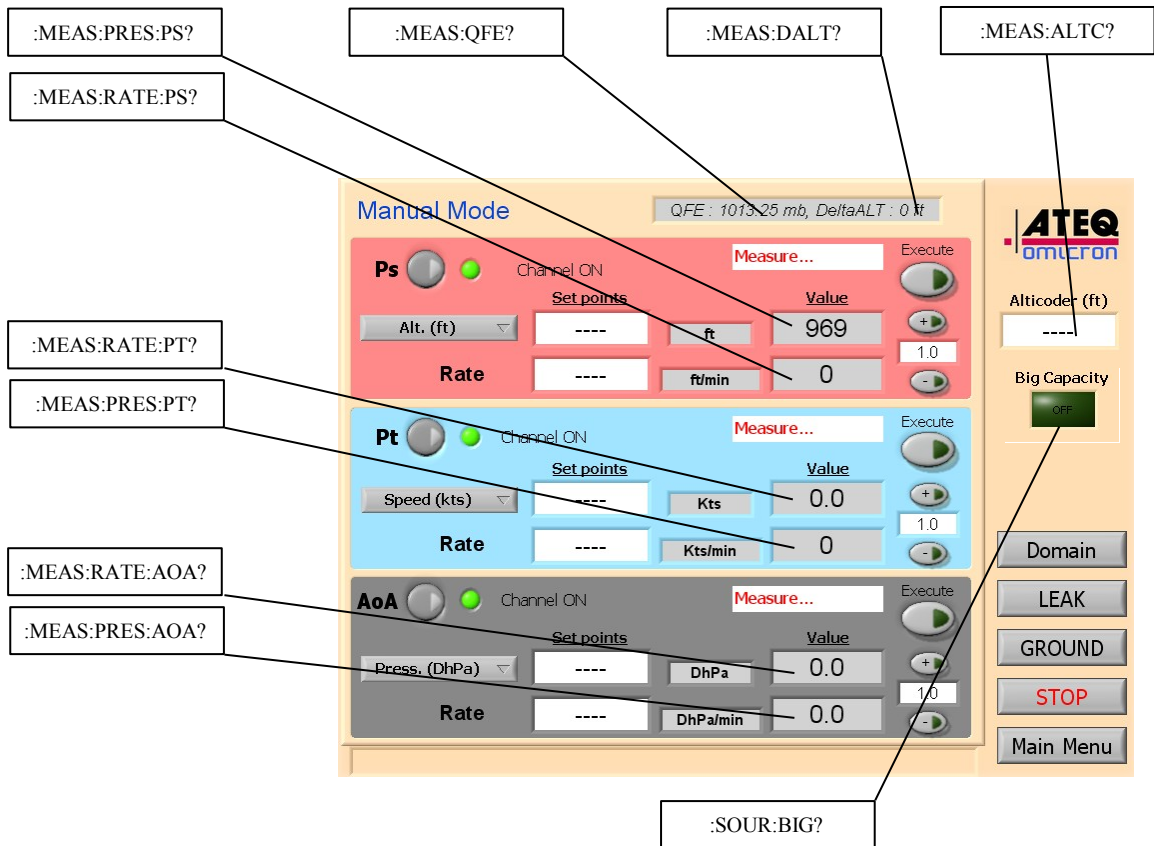 :MEAS:PRES:PS?
:MEAS:QFE?
:MEAS:DALT?
:MEAS:ALTC?
:MEAS:RATE:PS?
Manual Mode
QFE : 1013.25 mb, DeltaALT : 0 ft
ATEQ
omicron
Ps
Channel ON
Measure...
Execute
Set points
Value
Alt. (ft)
----
ft
969
+
1.0
Rate
----
ft/min
0
-
Alticoder (ft)
----
Big Capacity
OFF
:MEAS:RATE:PT?
:MEAS:PRES:PT?
Pt
Channel ON
Measure...
Execute
Set points
Value
Speed (kts)
----
Kts
0.0
+
1.0
Rate
----
Kts/min
0
-
:MEAS:RATE:AOA?
:MEAS:PRES:AOA?
AoA
Channel ON
Measure...
Execute
Set points
Value
Press. (DhPa)
----
DhPa
0.0
+
1.0
Rate
----
DhPa/min
0.0
-
Domain
LEAK
GROUND
STOP
Main Menu
:SOUR:BIG?